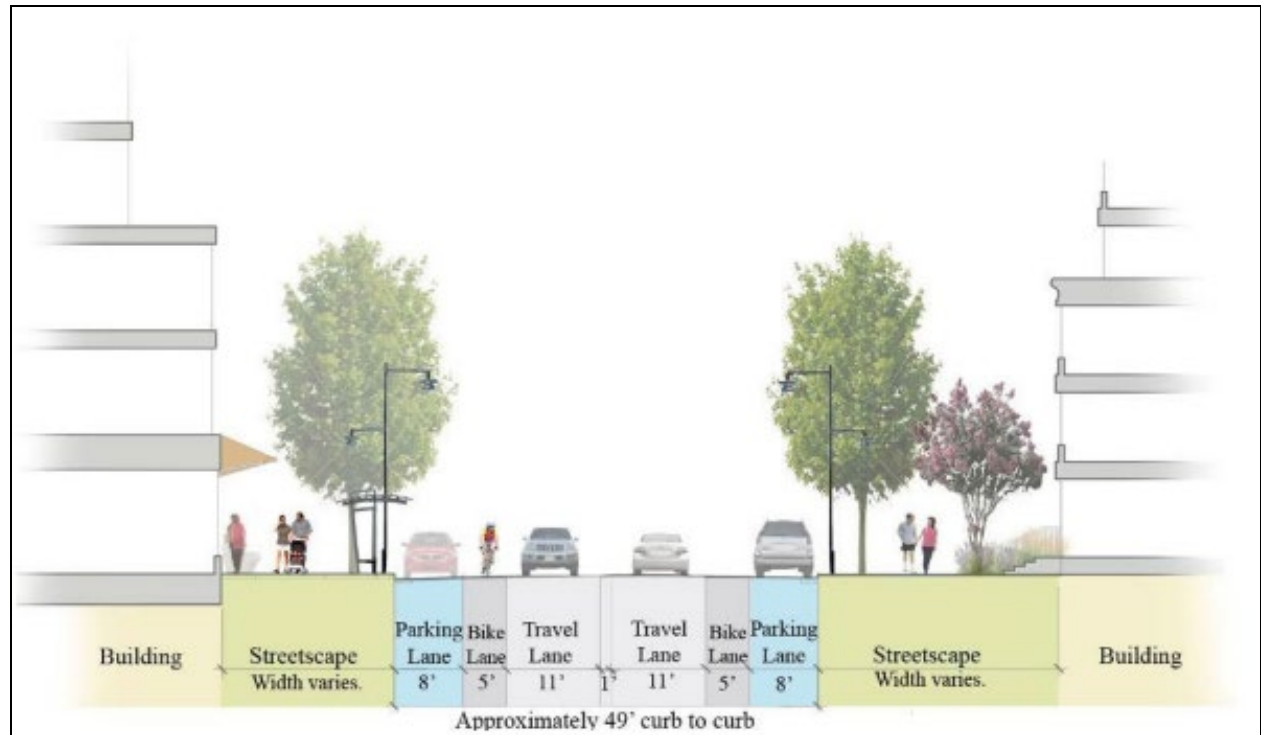 Building
Streetscape
Width varies.
Parking
Lane
8’
Bike
Lane
5’
Travel
Lane
11’
1’
Travel
Lane
11’
Bike
Lane
5’
Parking
Lane
8’
Streetscape
Width varies.
Building
Approximately 49’ curb to curb